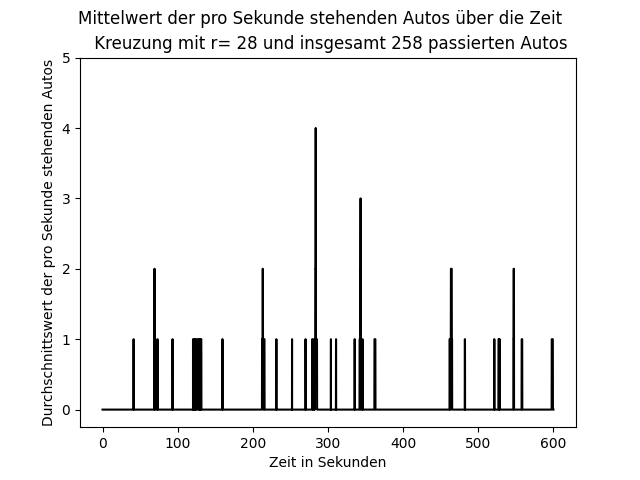 Mittelwert der pro Sekunde stehenden Autos über die Zeit
Kreuzung mit r= 28 und insgesamt 258 passierten Autos
Durchschnittswert der pro Sekunde stehenden Autos
5
4
3
2
1
0
0 100 200 300 400 500 600
Zeit in Sekunden